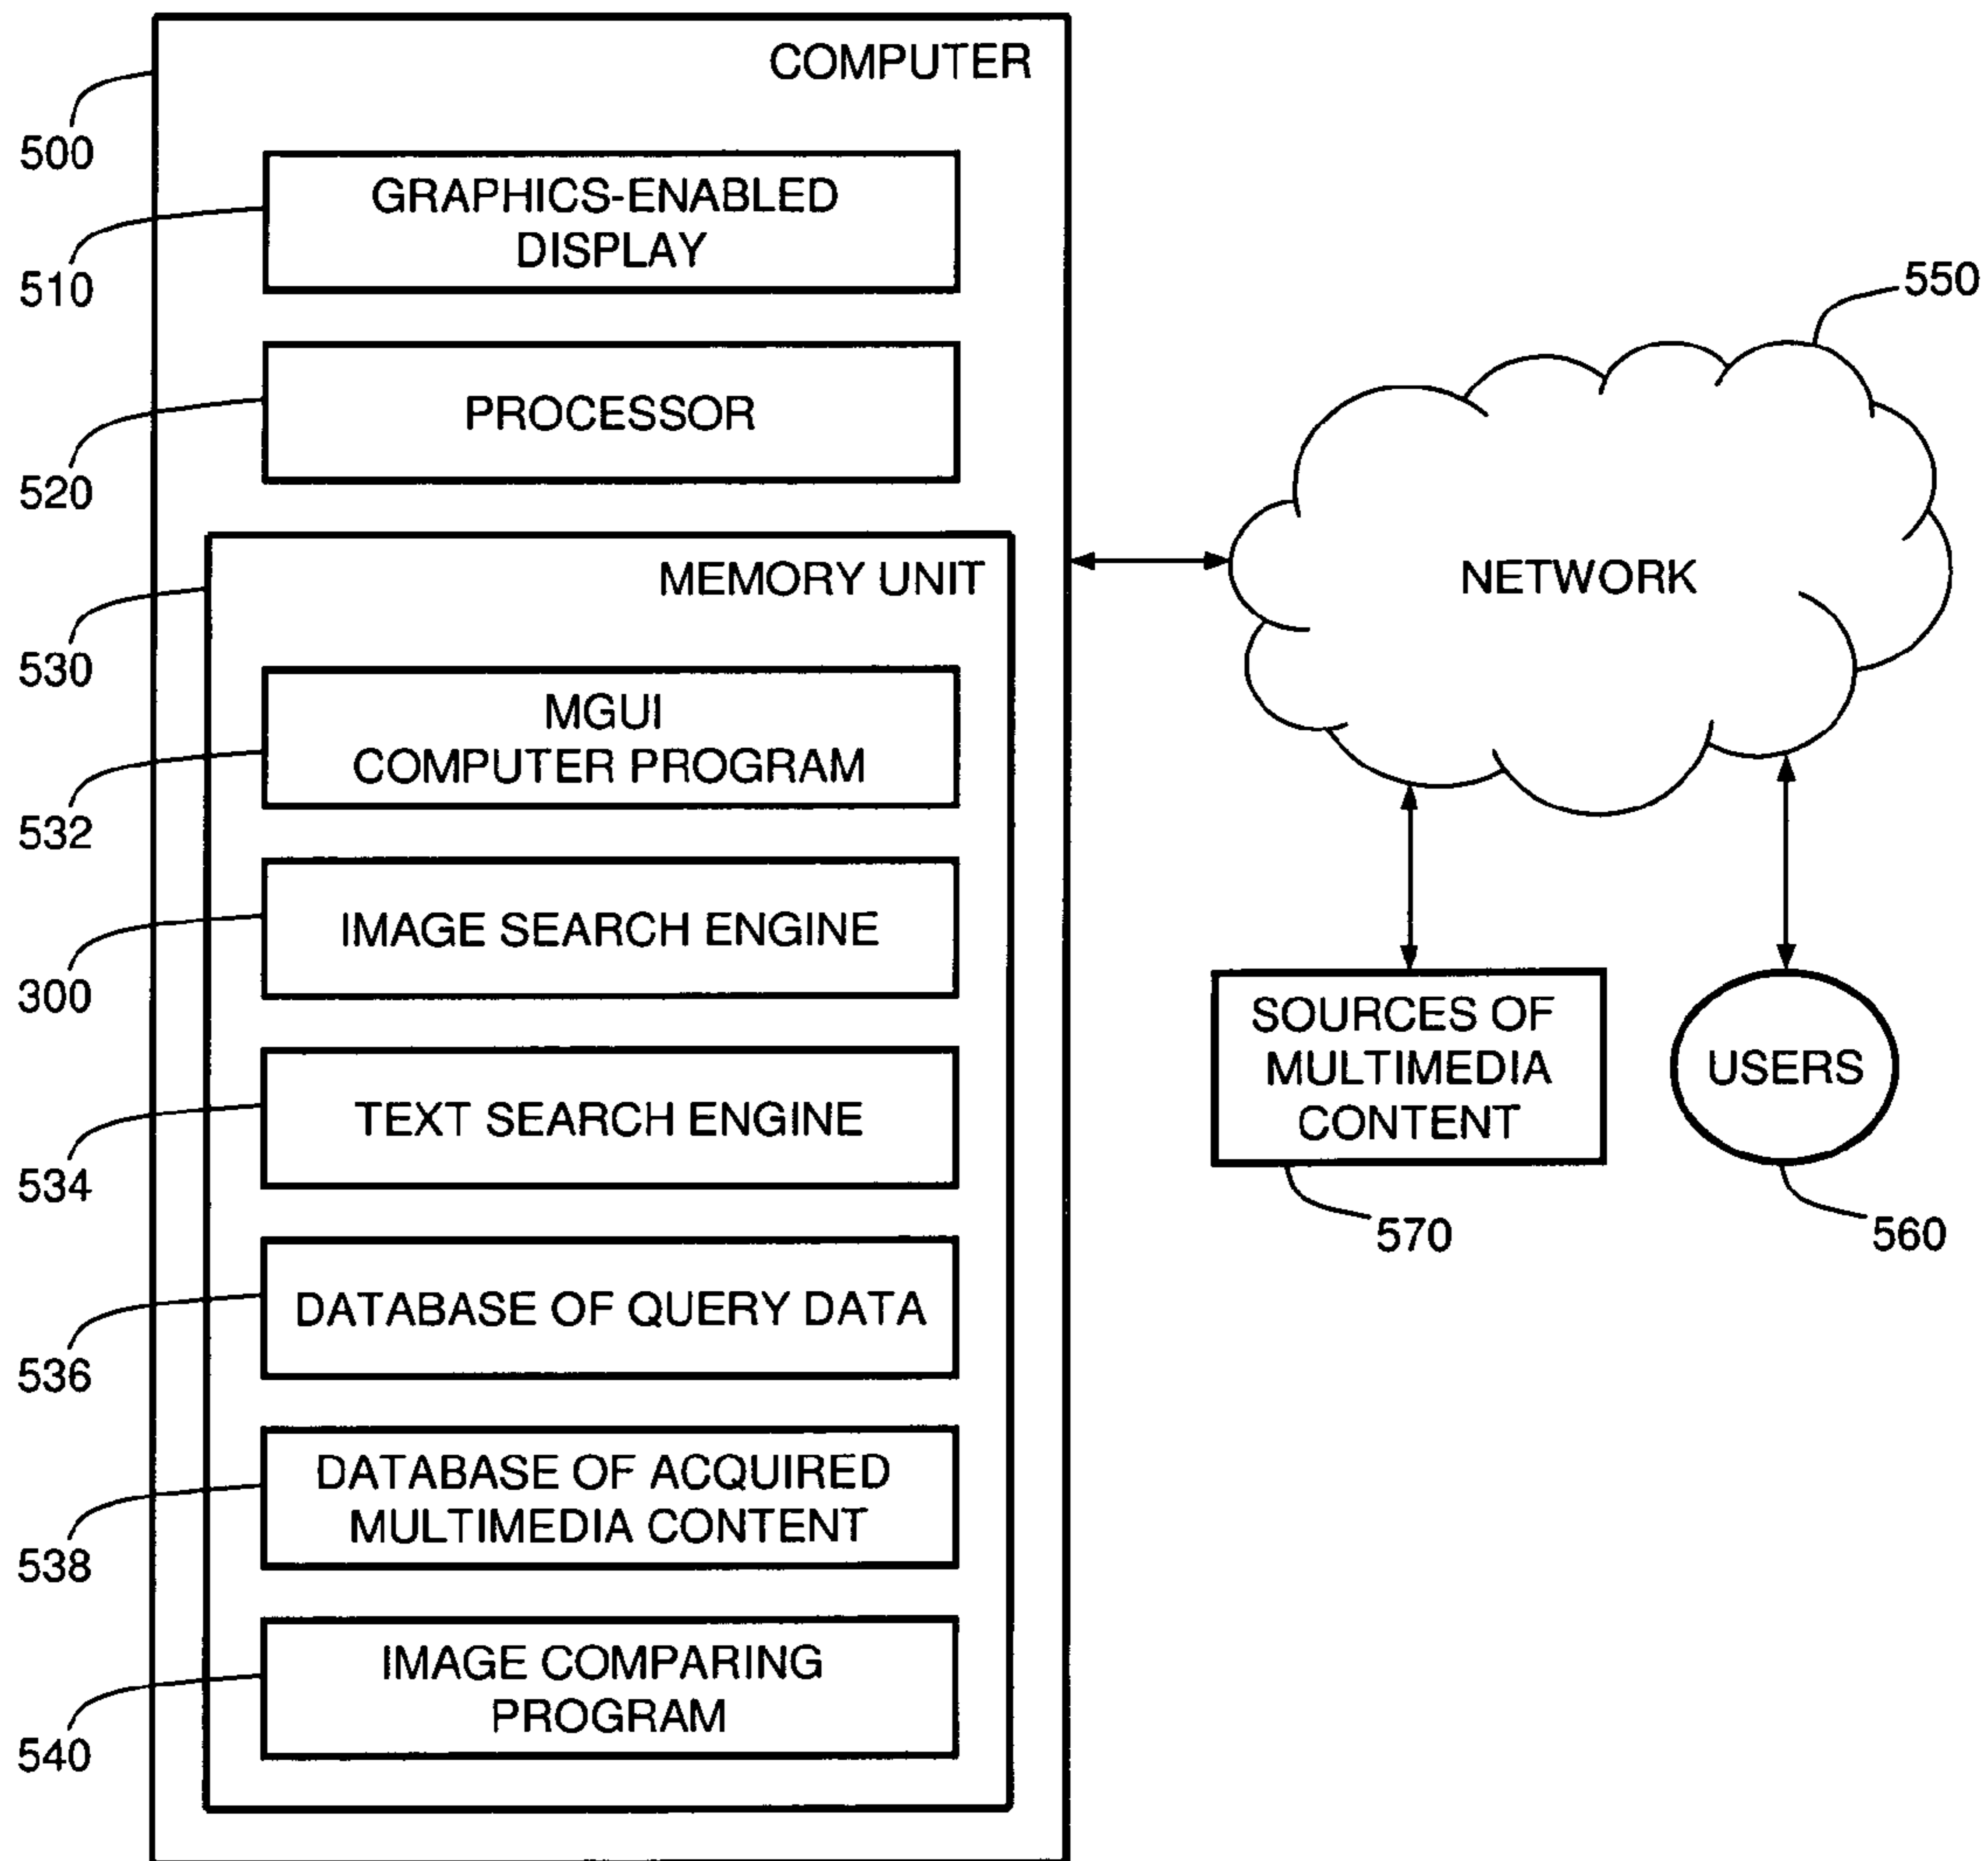 COMPUTER
500
GRAPHICS-ENABLED
DISPLAY
510
PROCESSOR
520
MEMORY UNIT
530
MGUI
COMPUTER PROGRAM
532
IMAGE SEARCH ENGINE
300
TEXT SEARCH ENGINE
534
DATABASE OF QUERY DATA
536
DATABASE OF ACQUIRED
MULTIMEDIA CONTENT
538
IMAGE COMPARING
PROGRAM
540
550
NETWORK
SOURCES OF
MULTIMEDIA
CONTENT
570
USERS
560